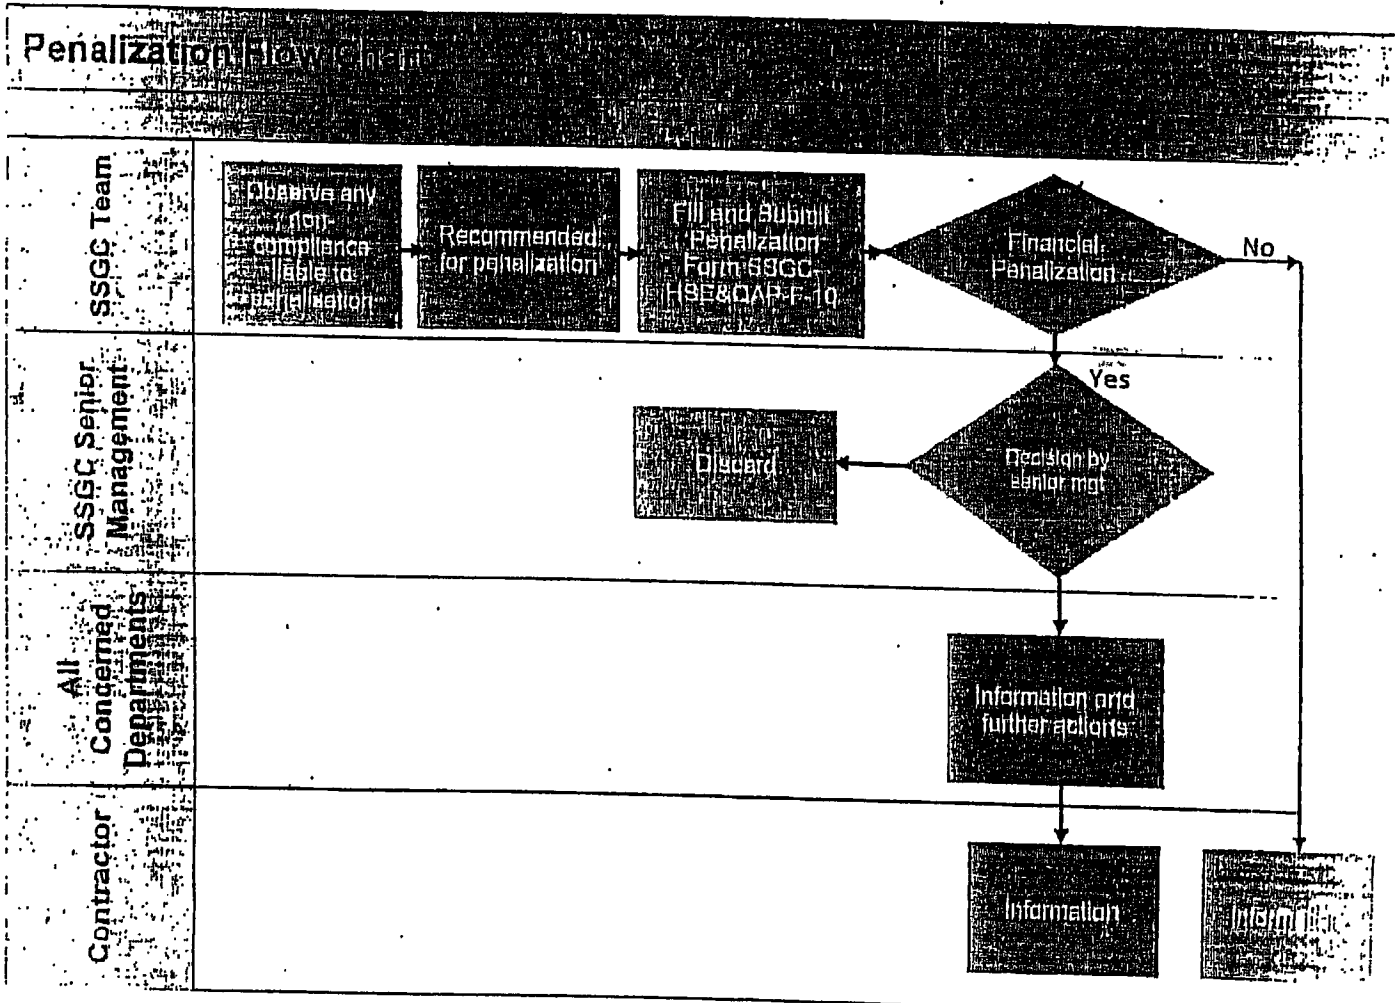 Penalization Flow Chart
SSGC Team
Observe any
non-
compliance
liable to
penalization
Recommended
for penalization
Fill and Submit
Penalization
Form SSGC-
HSE&QAP-F-10
Financial
Penalization
No
Yes
SSGC Senior
Management
Discard
Decision by
senior mgt
All
Concerned
Departments
Information and
further actions
Contractor
Information